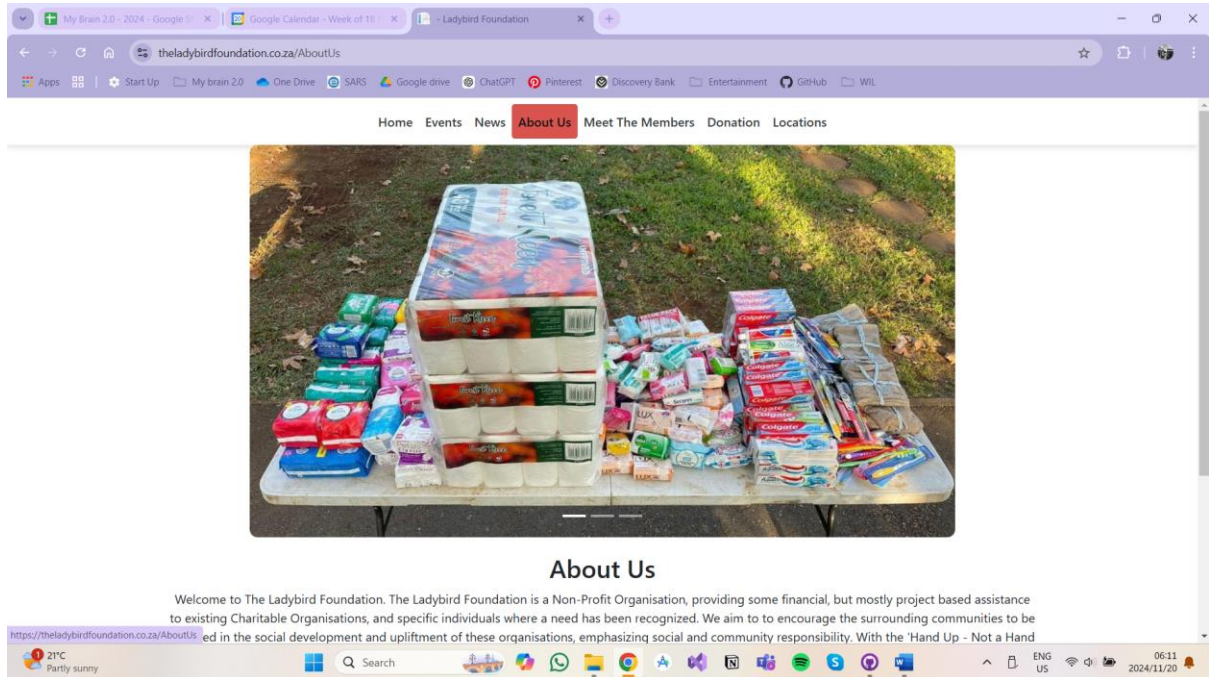 My Brain 2.0 - 2024 - Google S
Google Calendar - Week of 18
- Ladybird Foundation
theladybirdfoundation.co.za/AboutUs
Apps Start Up My brain 2.0 One Drive SARS Google drive ChatGPT Pinterest Discovery Bank Entertainment GitHub WIL
Home Events News About Us Meet The Members Donation Locations
Colgate
Colgate
Colgate
Colgate
LUX
About Us
Welcome to The Ladybird Foundation. The Ladybird Foundation is a Non-Profit Organisation, providing some financial, but mostly project based assistance
to existing Charitable Organisations, and specific individuals where a need has been recognized. We aim to to encourage the surrounding communities to be
https://theladybirdfoundation.co.za/AboutUs ed in the social development and upliftment of these organisations, emphasizing social and community responsibility. With the 'Hand Up - Not a Hand
1
21°C
Partly sunny
Search
ENG
US
06:11
2024/11/20